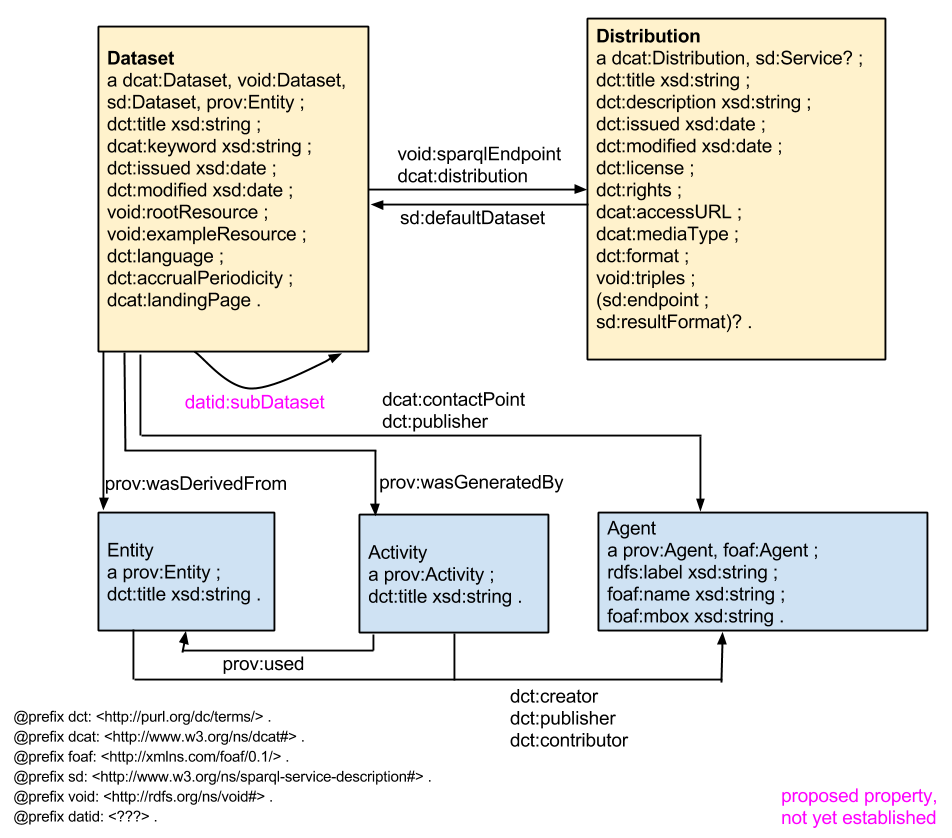 Dataset
a dcat:Dataset, void:Dataset,
sd:Dataset, prov:Entity ;
dct:title xsd:string ;
dcat:keyword xsd:string ;
dct:issued xsd:date ;
dct:modified xsd:date ;
void:rootResource ;
void:exampleResource ;
dct:language ;
dct:accrualPeriodicity ;
dcat:landingPage .
void:sparqlEndpoint
dcat:distribution
sd:defaultDataset
Distribution
a dcat:Distribution, sd:Service? ;
dct:title xsd:string ;
dct:description xsd:string ;
dct:issued xsd:date ;
dct:modified xsd:date ;
dct:license ;
dct:rights ;
dcat:accessURL ;
dcat:mediaType ;
dct:format ;
void:triples ;
(sd:endpoint ;
sd:resultFormat)? .
datid:subDataset
dcat:contactPoint
dct:publisher
prov:wasDerivedFrom
prov:wasGeneratedBy
Entity
a prov:Entity ;
dct:title xsd:string .
Activity
a prov:Activity ;
dct:title xsd:string .
Agent
a prov:Agent, foaf:Agent ;
rdfs:label xsd:string ;
foaf:name xsd:string ;
foaf:mbox xsd:string .
prov:used
dct:creator
dct:publisher
dct:contributor
@prefix dct: <http://purl.org/dc/terms/> .
@prefix dcat: <http://www.w3.org/ns/dcat#> .
@prefix foaf: <http://xmlns.com/foaf/0.1/> .
@prefix sd: <http://www.w3.org/ns/sparql-service-description#> .
@prefix void: <http://rdfs.org/ns/void#> .
@prefix datid: <???> .
proposed property,
not yet established